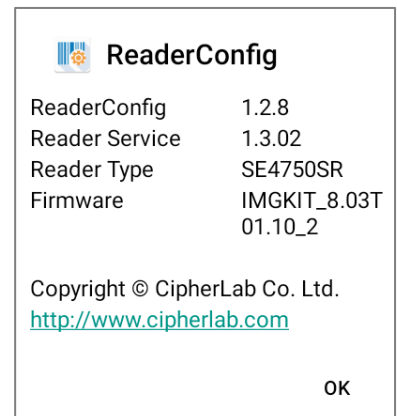 ReaderConfig
ReaderConfig 1.2.8
Reader Service 1.3.02
Reader Type SE4750SR
Firmware IMGKIT_8.03T
01.10_2
Copyright © CipherLab Co. Ltd.
http://www.cipherlab.com
OK